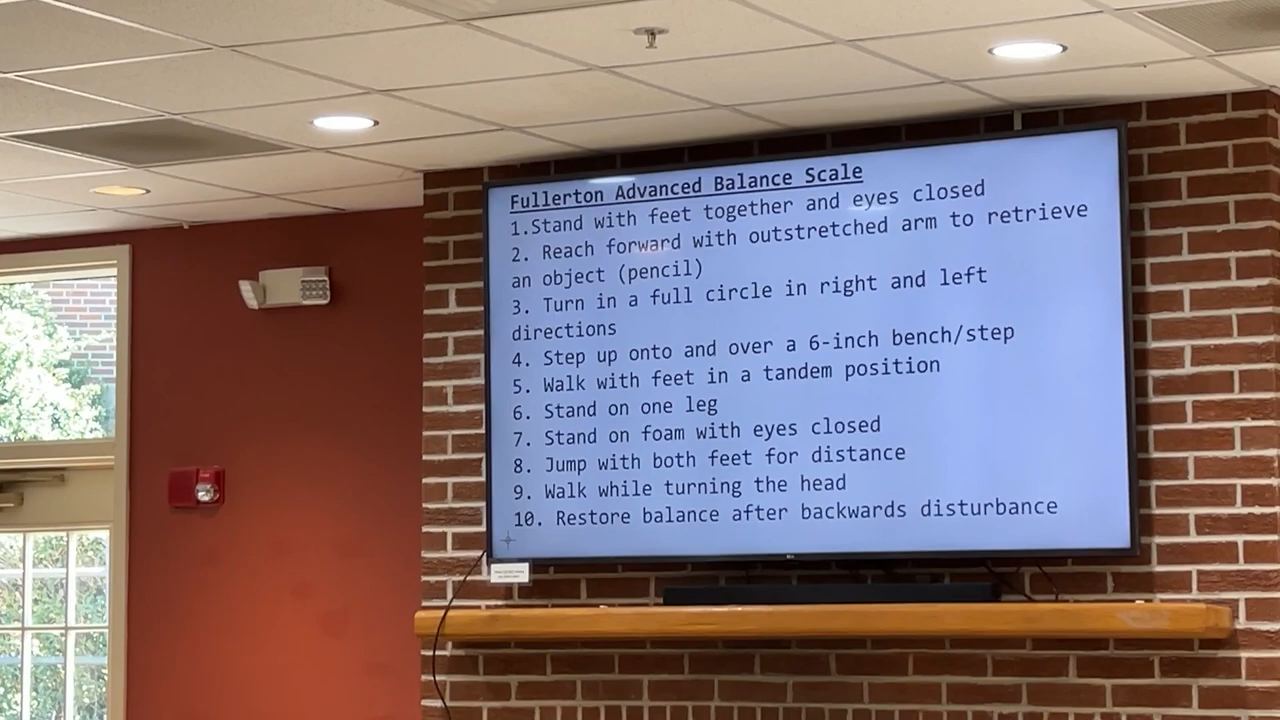 Fullerton Advanced Balance Scale
1.Stand with feet together and eyes closed
2. Reach forward with outstretched arm to retrieve
an object (pencil)
3. Turn in a full circle in right and left
directions
4. Step up onto and over a 6-inch bench/step
5. Walk with feet in a tandem position
6. Stand on one leg
7. Stand on foam with eyes closed
8. Jump with both feet for distance
9. Walk while turning the head
10. Restore balance after backwards disturbance